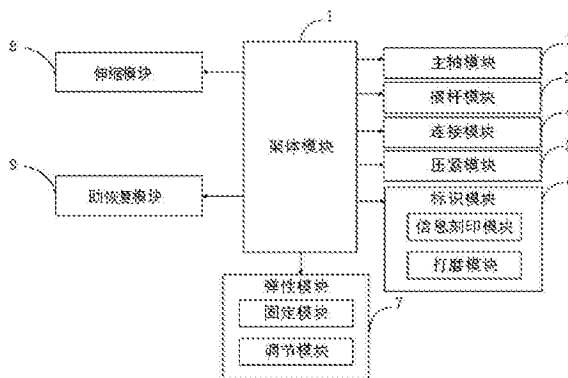 1
8
伸缩模块
主轴模块
横杆模块
连接模块
架体模块
压紧模块
9
助恢复模块
标识模块
信息刻印模块
打磨模块
弹性模块
固定模块
7
调节模块